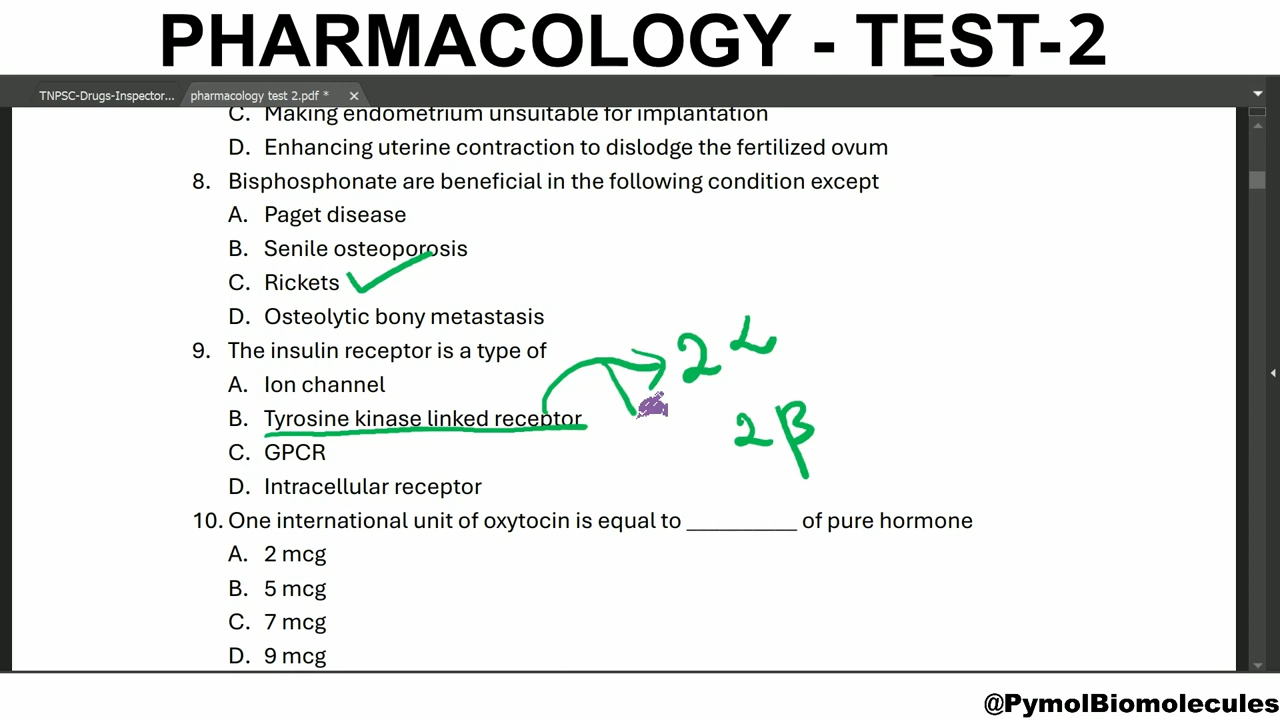 PHARMACOLOGY - TEST-2
TNPSC-Drugs-Inspector...
pharmacology test 2.pdf *
C. Making endometrium unsuitable for implantation
D. Enhancing uterine contraction to dislodge the fertilized ovum
8. Bisphosphonate are beneficial in the following condition except
A. Paget disease
B. Senile osteoporosis
C. Rickets
D. Osteolytic bony metastasis
9. The insulin receptor is a type of
A. Ion channel
B. Tyrosine kinase linked receptor
C. GPCR
D. Intracellular receptor
2
2 β
10. One international unit of oxytocin is equal to __________ of pure hormone
A. 2 mcg
B. 5 mcg
C. 7 mcg
D. 9 mcg
@PymolBiomolecules